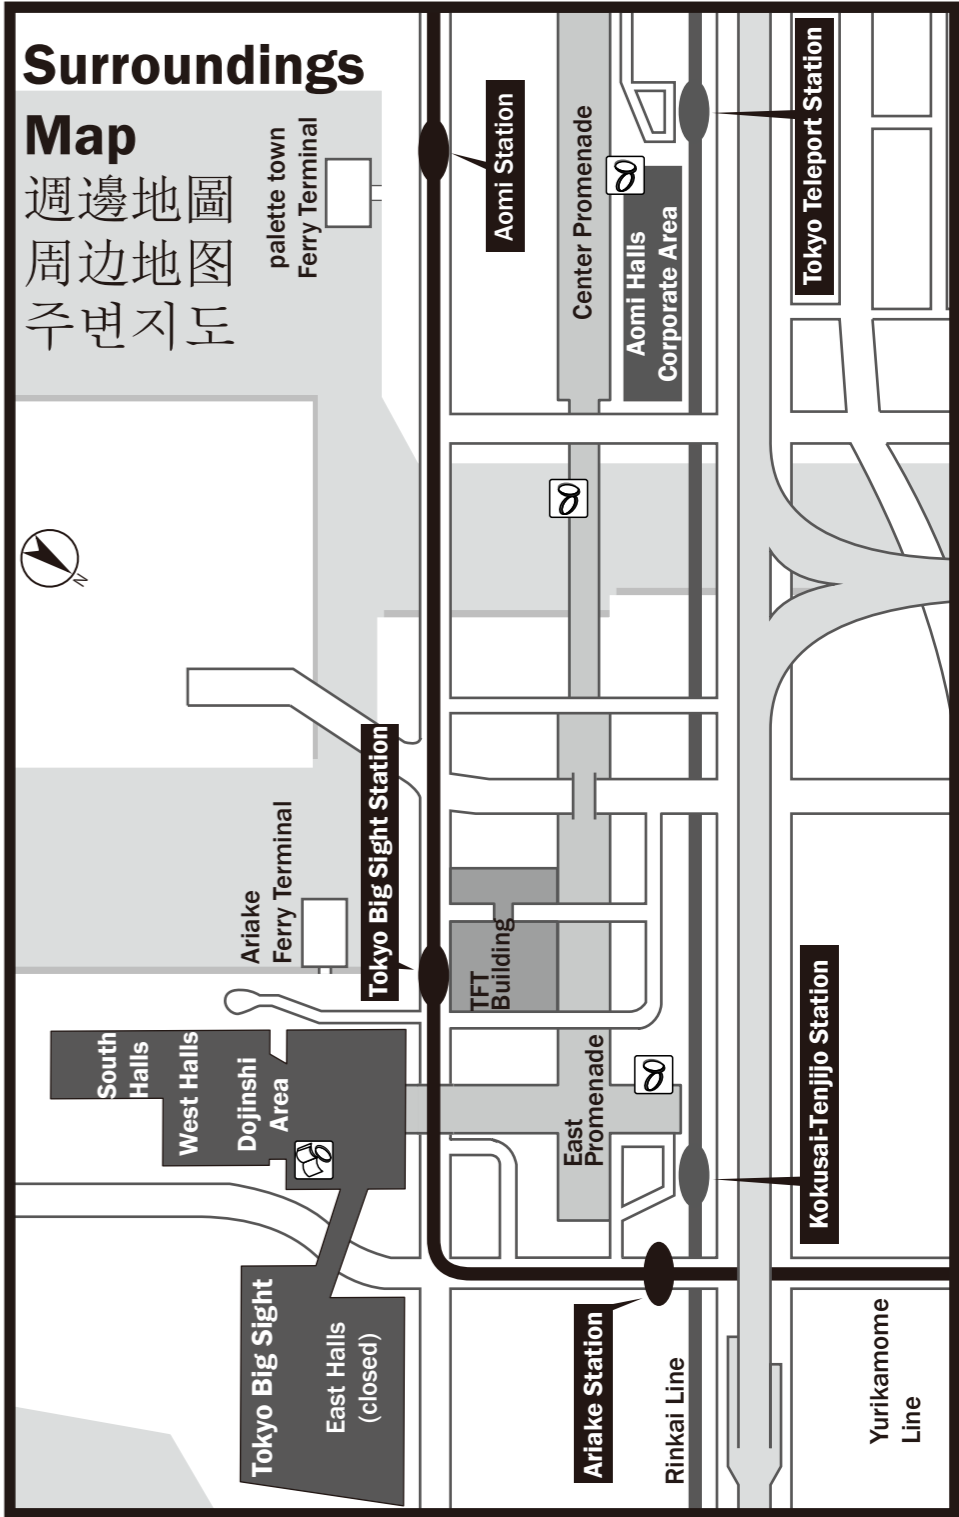 Surroundings
Map
週邊地圖
周边地图
주변지도
palette town
Ferry Terminal
Aomi Station
Center Promenade
Aomi Halls
Corporate Area
Tokyo Teleport Station
N
Tokyo Big Sight Station
Ariake
Ferry Terminal
TFT
Building
South
Halls
West Halls
Dojinshi
Area
East
Promenade
Kokusai-Tenjijo Station
Tokyo Big Sight
East Halls
(closed)
Ariake Station
Rinkai Line
Yurikamome
Line